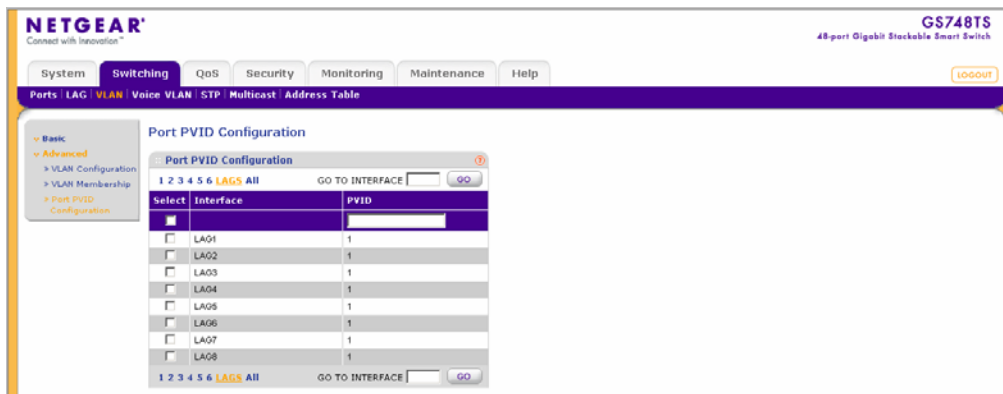 NETGEAR
Connect with Innovation™
GS748TS
48-port Gigabit Stackable Smart Switch
System Switching QoS Security Monitoring Maintenance Help
LOGOUT
Ports LAG VLAN Voice VLAN STP Multicast Address Table
Basic
Advanced
> VLAN Configuration
> VLAN Membership
> Port PVID Configuration
Port PVID Configuration
Port PVID Configuration
1 2 3 4 5 6 LAGS All GO TO INTERFACE GO
Select Interface PVID
LAG1 1
LAG2 1
LAG3 1
LAG4 1
LAG5 1
LAG6 1
LAG7 1
LAG8 1
1 2 3 4 5 6 LAGS All GO TO INTERFACE GO